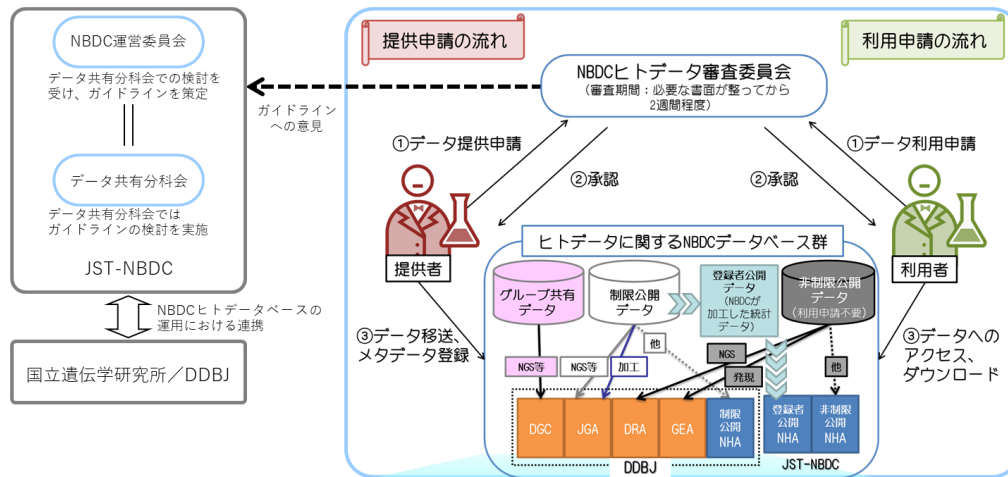 NBDC運営委員会
データ共有分科会での検討を
受け、ガイドラインを策定
データ共有分科会
データ共有分科会では
ガイドラインの検討を実施
JST-NBDC
NBDCヒトデータベースの
運用における連携
国立遺伝学研究所／DDBJ
ガイドライン
への意見
提供申請の流れ
利用申請の流れ
NBDCヒトデータ審査委員会
（審査期間：必要な書面が整ってから
2週間程度）
①データ提供申請
②承認
②承認
①データ利用申請
提供者
利用者
③データ移送、
メタデータ登録
③データへの
アクセス、
ダウンロード
ヒトデータに関するNBDCデータベース群
グループ共有
データ
制限公開
データ
登録者公開
データ
（NBDCが
加工した統計
データ）
非制限公開
データ
（利用申請不要）
NGS等
NGS等
加工
他
NGS
発現
他
DGC
JGA
DRA
GEA
制限
公開
NHA
登録者
公開
NHA
非制限
公開
NHA
DDBJ
JST-NBDC